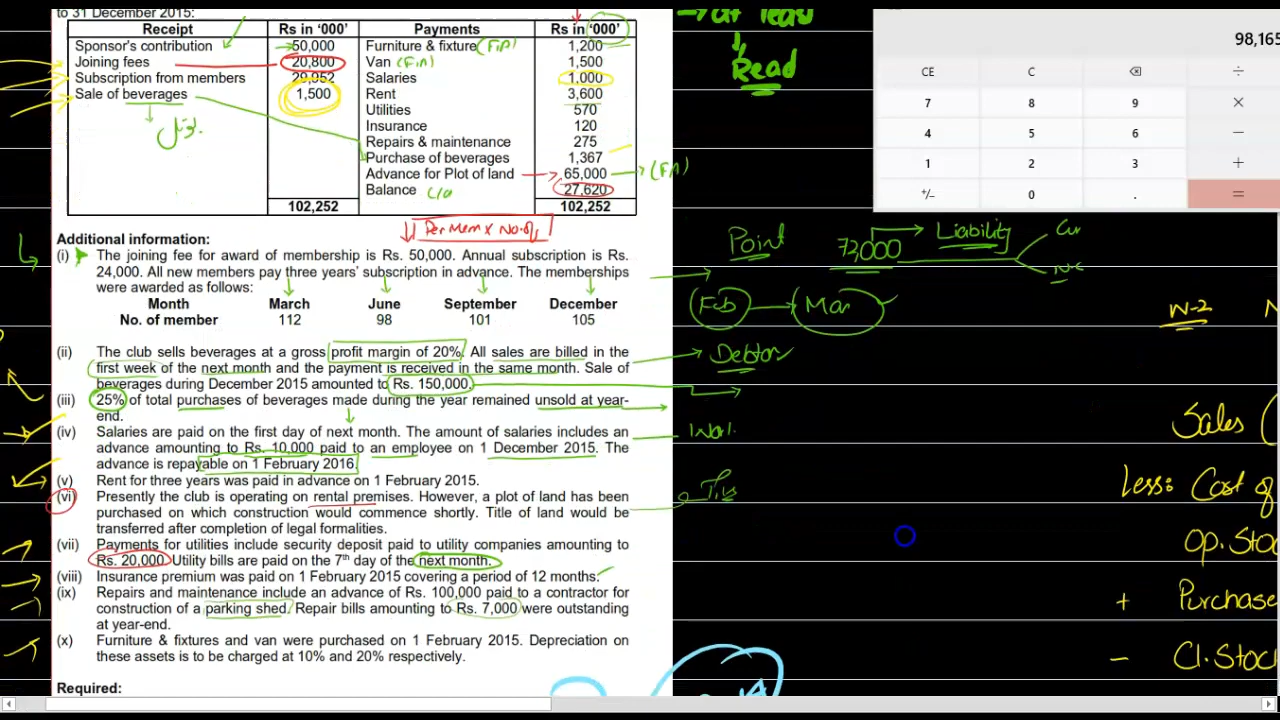 to 31 December 2015:
Receipt Rs in '000' Payments Rs in '000'
Sponsor's contribution 50,000 Furniture & fixture (F.A) 1,200
Joining fees 20,800 Van (F.A) 1,500
Subscription from members 29,952 Salaries 1,000
Sale of beverages 1,500 Rent 3,600
Utilities 570
Insurance 120
Repairs & maintenance 275
Purchase of beverages 1,367
Advance for Plot of land 65,000 (F.A)
Balance c/d 27,620
102,252 102,252
Per Mem x No. of
Additional information:
(i) The joining fee for award of membership is Rs. 50,000. Annual subscription is Rs.
24,000. All new members pay three years' subscription in advance. The memberships
were awarded as follows:
Month March June September December
No. of member 112 98 101 105
(ii) The club sells beverages at a gross profit margin of 20%. All sales are billed in the
first week of the next month and the payment is received in the same month. Sale of
beverages during December 2015 amounted to Rs. 150,000.
(iii) 25% of total purchases of beverages made during the year remained unsold at year-
end.
(iv) Salaries are paid on the first day of next month. The amount of salaries includes an
advance amounting to Rs. 10,000 paid to an employee on 1 December 2015. The
advance is repayable on 1 February 2016.
(v) Rent for three years was paid in advance on 1 February 2015.
(vi) Presently the club is operating on rental premises. However, a plot of land has been
purchased on which construction would commence shortly. Title of land would be
transferred after completion of legal formalities.
(vii) Payments for utilities include security deposit paid to utility companies amounting to
Rs. 20,000. Utility bills are paid on the 7th day of the next month.
(viii) Insurance premium was paid on 1 February 2015 covering a period of 12 months.
(ix) Repairs and maintenance include an advance of Rs. 100,000 paid to a contractor for
construction of a parking shed. Repair bills amounting to Rs. 7,000 were outstanding
at year-end.
(x) Furniture & fixtures and van were purchased on 1 February 2015. Depreciation on
these assets is to be charged at 10% and 20% respectively.
Required:
Read
98,165
CE C ⌫ ÷
7 8 9 ×
4 5 6 −
1 2 3 +
+/− 0 . =
Point 72,000 Liability
Feb Mar
Debtor
W-2
Sales (
Less: Cost of
Op. Stoc
+ Purchase
- Cl. Stoc